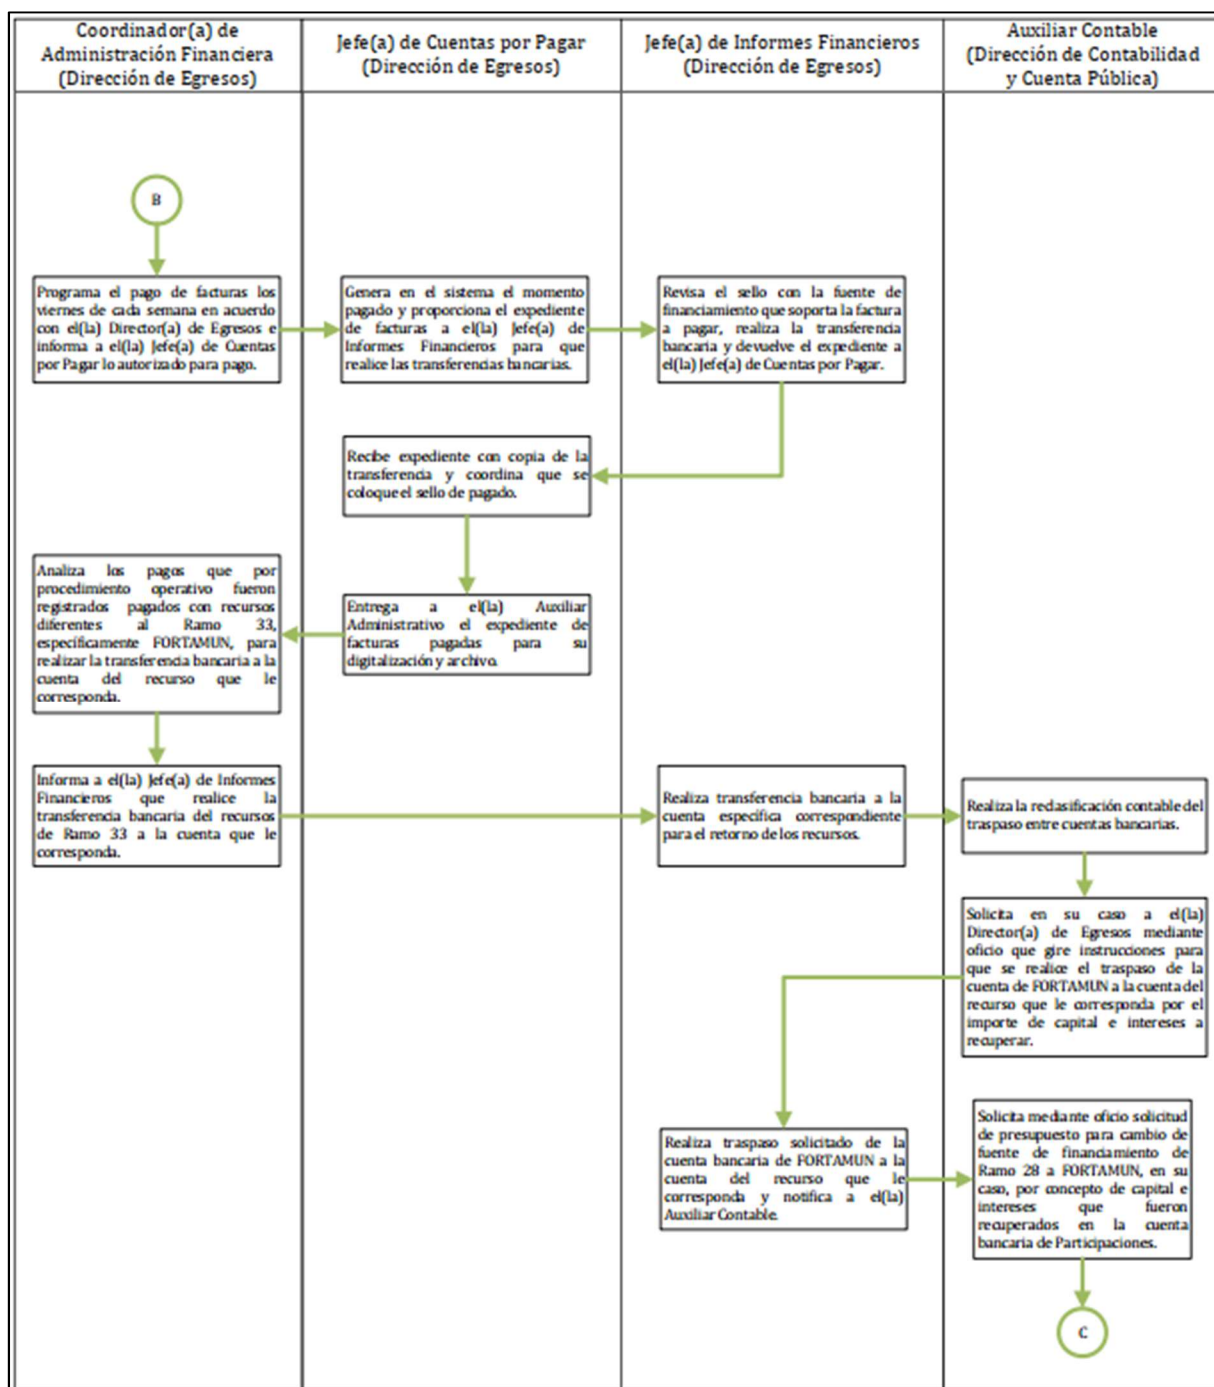 Coordinador(a) de
Administración Financiera
(Dirección de Egresos)
Jefe(a) de Cuentas por Pagar
(Dirección de Egresos)
Jefe(a) de Informes Financieros
(Dirección de Egresos)
Auxiliar Contable
(Dirección de Contabilidad
y Cuenta Pública)
B
Programa el pago de facturas los
viernes de cada semana en acuerdo
con el(la) Director(a) de Egresos e
informa a el(la) Jefe(a) de Cuentas
por Pagar lo autorizado para pago.
Genera en el sistema el momento
pagado y proporciona el expediente
de facturas a el(la) Jefe(a) de
Informes Financieros para que
realice las transferencias bancarias.
Revisa el sello con la fuente de
financiamiento que soporta la factura
a pagar, realiza la transferencia
bancaria y devuelve el expediente a
el(la) Jefe(a) de Cuentas por Pagar.
Recibe expediente con copia de la
transferencia y coordina que se
coloque el sello de pagado.
Entrega a el(la) Auxiliar
Administrativo el expediente de
facturas pagadas para su
digitalización y archivo.
Analiza los pagos que por
procedimiento operativo fueron
registrados pagados con recursos
diferentes al Ramo 33,
específicamente FORTAMUN, para
realizar la transferencia bancaria a la
cuenta del recurso que le
corresponda.
Informa a el(la) Jefe(a) de Informes
Financieros que realice la
transferencia bancaria del recursos
de Ramo 33 a la cuenta que le
corresponda.
Realiza transferencia bancaria a la
cuenta específica correspondiente
para el retorno de los recursos.
Realiza la reclasificación contable del
traspaso entre cuentas bancarias.
Solicita en su caso a el(la)
Director(a) de Egresos mediante
oficio que gire instrucciones para
que se realice el traspaso de la
cuenta de FORTAMUN a la cuenta del
recurso que le corresponda por el
importe de capital e intereses a
recuperar.
Realiza traspaso solicitado de la
cuenta bancaria de FORTAMUN a la
cuenta del recurso que le
corresponda y notifica a el(la)
Auxiliar Contable.
Solicita mediante oficio solicitud
de presupuesto para cambio de
fuente de financiamiento de
Ramo 28 a FORTAMUN, en su
caso, por concepto de capital e
intereses que fueron
recuperados en la cuenta
bancaria de Participaciones.
C